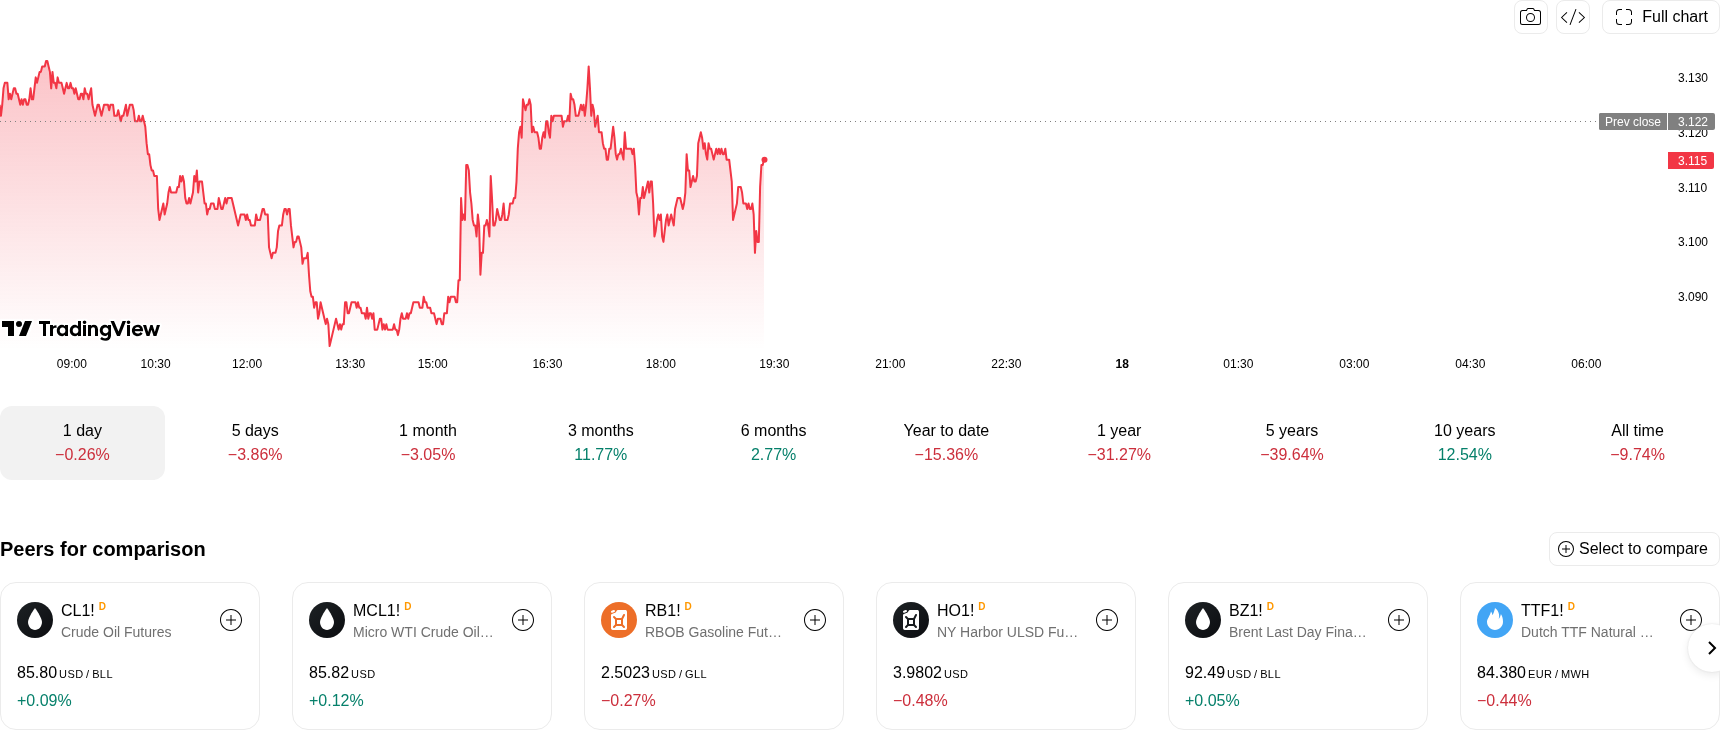 Full chart
3.130
Prev close 3.122
3.120
3.115
3.110
3.100
3.090
TradingView
09:00 10:30 12:00 13:30 15:00 16:30 18:00 19:30 21:00 22:30 18 01:30 03:00 04:30 06:00
1 day 5 days 1 month 3 months 6 months Year to date 1 year 5 years 10 years All time
−0.26% −3.86% −3.05% 11.77% 2.77% −15.36% −31.27% −39.64% 12.54% −9.74%
Peers for comparison
Select to compare
CL1! D
Crude Oil Futures
85.80 USD / BLL
+0.09%
MCL1! D
Micro WTI Crude Oil…
85.82 USD
+0.12%
RB1! D
RBOB Gasoline Fut…
2.5023 USD / GLL
−0.27%
HO1! D
NY Harbor ULSD Fu…
3.9802 USD
−0.48%
BZ1! D
Brent Last Day Fina…
92.49 USD / BLL
+0.05%
TTF1! D
Dutch TTF Natural …
84.380 EUR / MWH
−0.44%